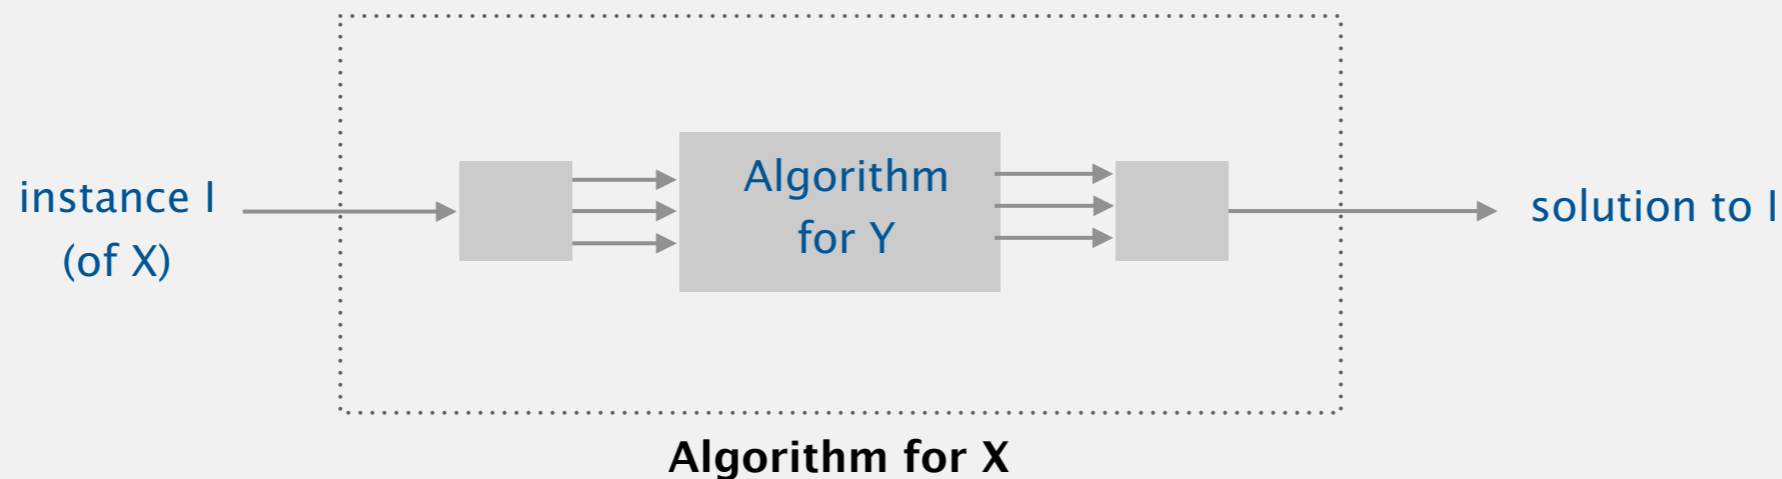 instance I
(of X)
Algorithm
for Y
solution to I
Algorithm for X